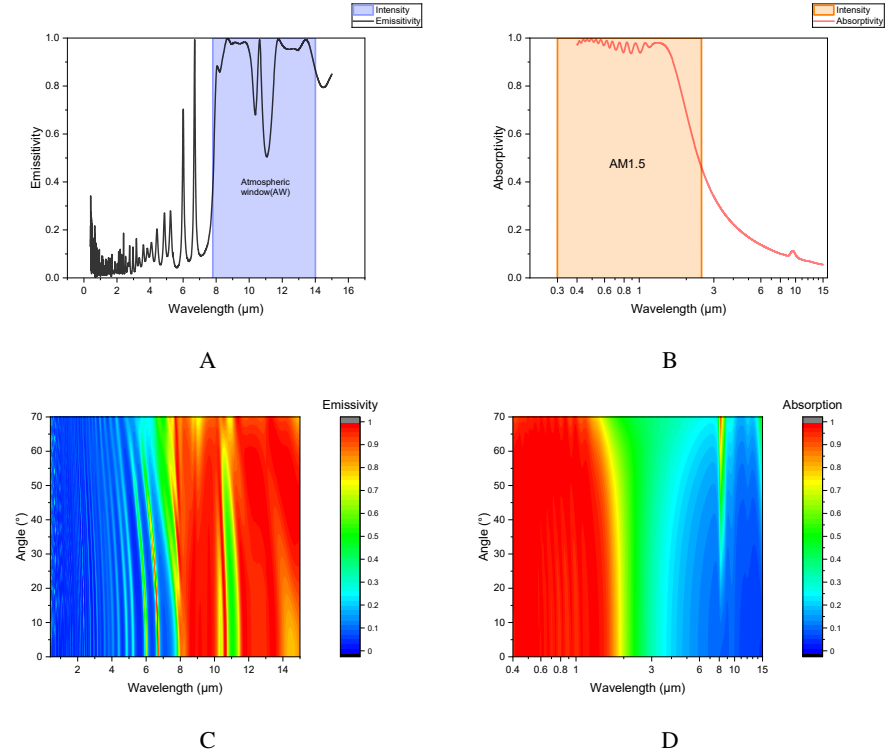 Intensity
Emissitivity
Intensity
Absorptivity
1.0
0.8
0.6
0.4
0.2
0.0
Emissitivity
Atmospheric
window(AW)
0 2 4 6 8 10 12 14 16
Wavelength (μm)
A
1.0
0.8
0.6
0.4
0.2
0.0
Absorptivity
AM1.5
0.3 0.4 0.6 0.8 1 3 6 8 10 15
Wavelength (μm)
B
Emissivity
70
60
50
40
30
20
10
0
Angle (°)
2 4 6 8 10 12 14
Wavelength (μm)
1
0.9
0.8
0.7
0.6
0.5
0.4
0.3
0.2
0.1
0
C
Absorption
70
60
50
40
30
20
10
0
Angle (°)
0.4 0.6 0.8 1 3 6 8 10 15
Wavelength (μm)
1
0.9
0.8
0.7
0.6
0.5
0.4
0.3
0.2
0.1
0
D